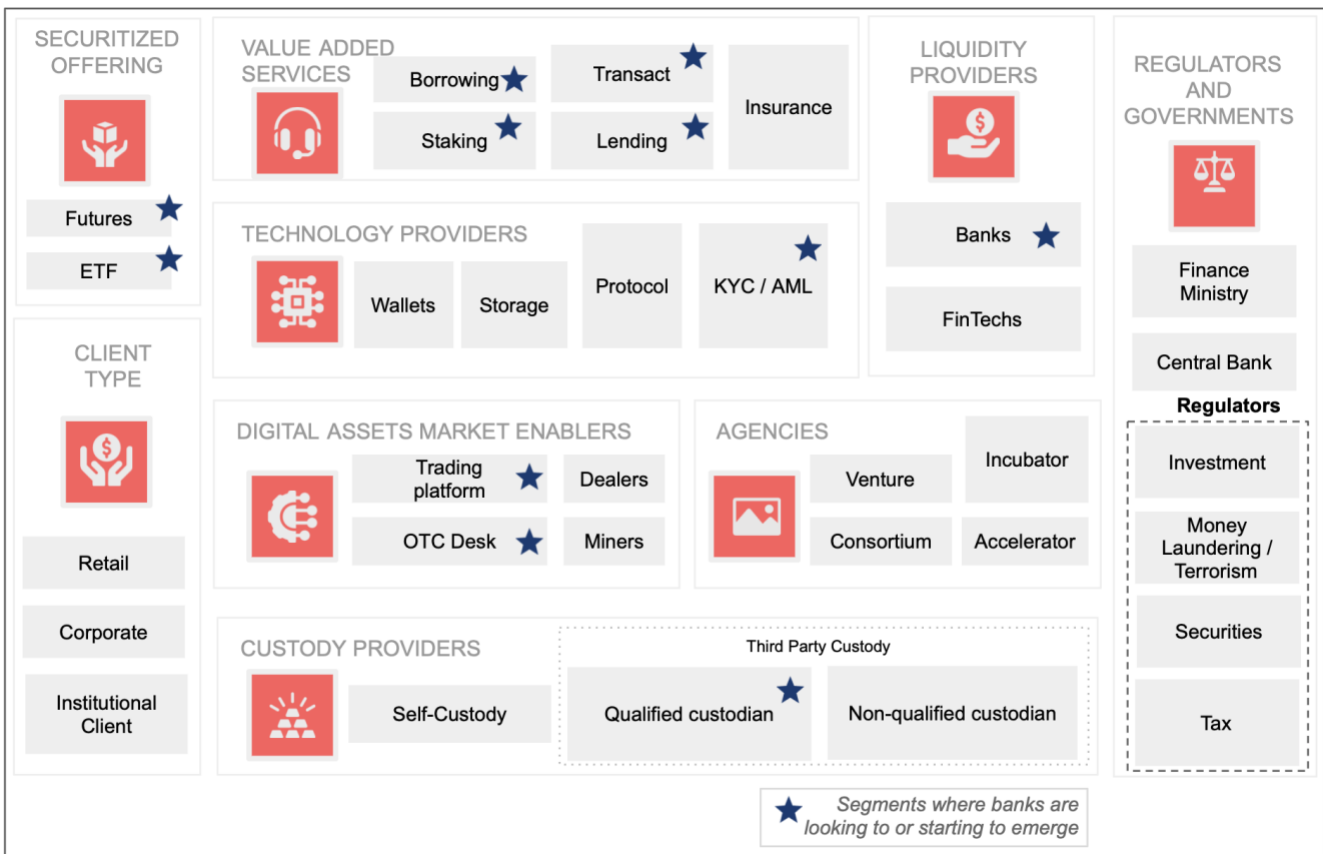 SECURITIZED
OFFERING
Futures
ETF
CLIENT
TYPE
Retail
Corporate
Institutional
Client
VALUE ADDED
SERVICES
Borrowing
Transact
Insurance
Staking
Lending
TECHNOLOGY PROVIDERS
Wallets
Storage
Protocol
KYC / AML
DIGITAL ASSETS MARKET ENABLERS
Trading
platform
Dealers
OTC Desk
Miners
AGENCIES
Venture
Incubator
Consortium
Accelerator
CUSTODY PROVIDERS
Self-Custody
Third Party Custody
Qualified custodian
Non-qualified custodian
LIQUIDITY
PROVIDERS
Banks
FinTechs
REGULATORS
AND
GOVERNMENTS
Finance
Ministry
Central Bank
Regulators
Investment
Money
Laundering /
Terrorism
Securities
Tax
Segments where banks are
looking to or starting to emerge